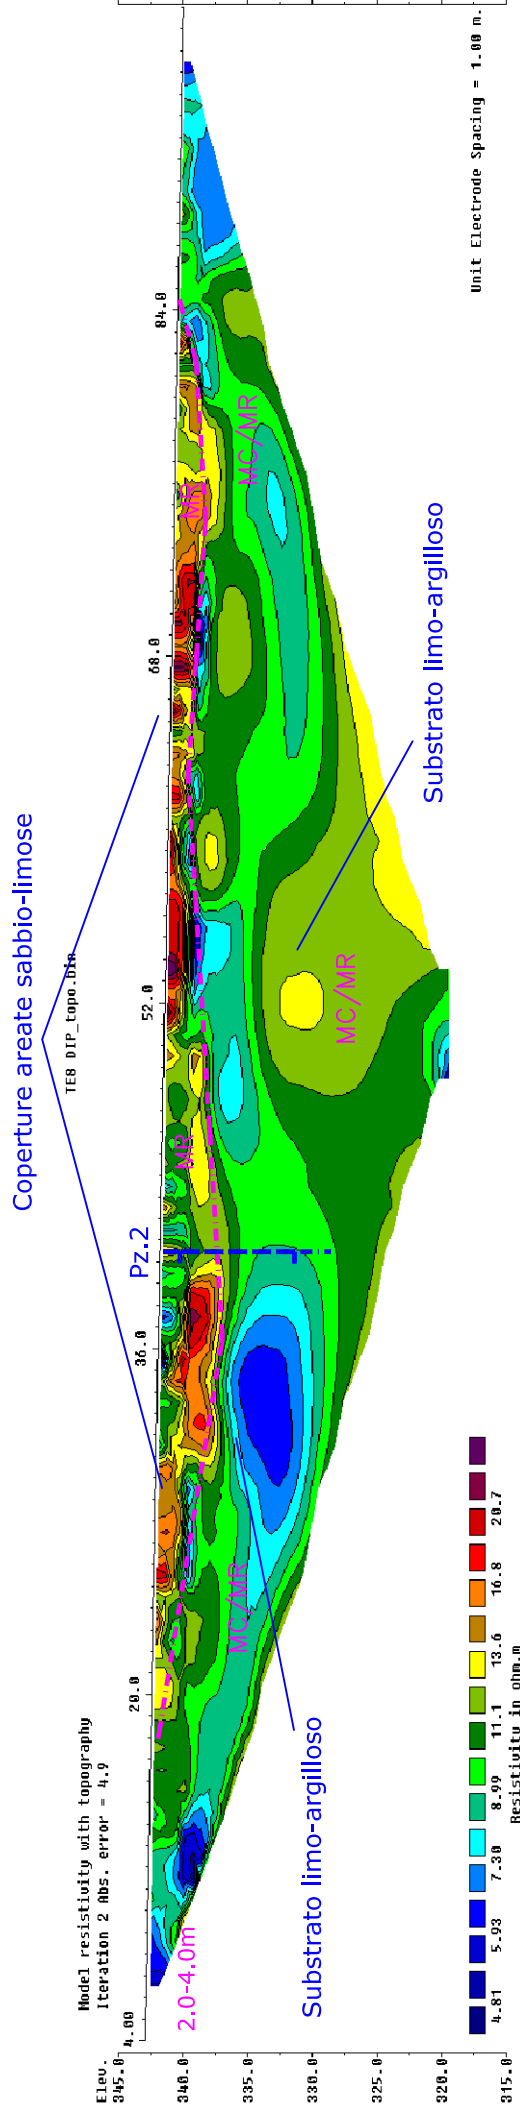 Coperture areate sabbio-limose
TE8 DIP_topo.bin
Model resistivity with topography
Iteration 2 Abs. error = 4.9
Elev.
4.00
20.0
36.0
52.0
68.0
84.0
Pz.2
345.0
340.0
335.0
330.0
325.0
320.0
315.0
2.0-4.0m
MR
MR
MC/MR
MC/MR
MC/MR
Substrato limo-argilloso
Substrato limo-argilloso
4.81
5.93
7.30
8.99
11.1
13.6
16.8
20.7
Resistivity in ohm.m
Unit Electrode Spacing = 1.00 m.